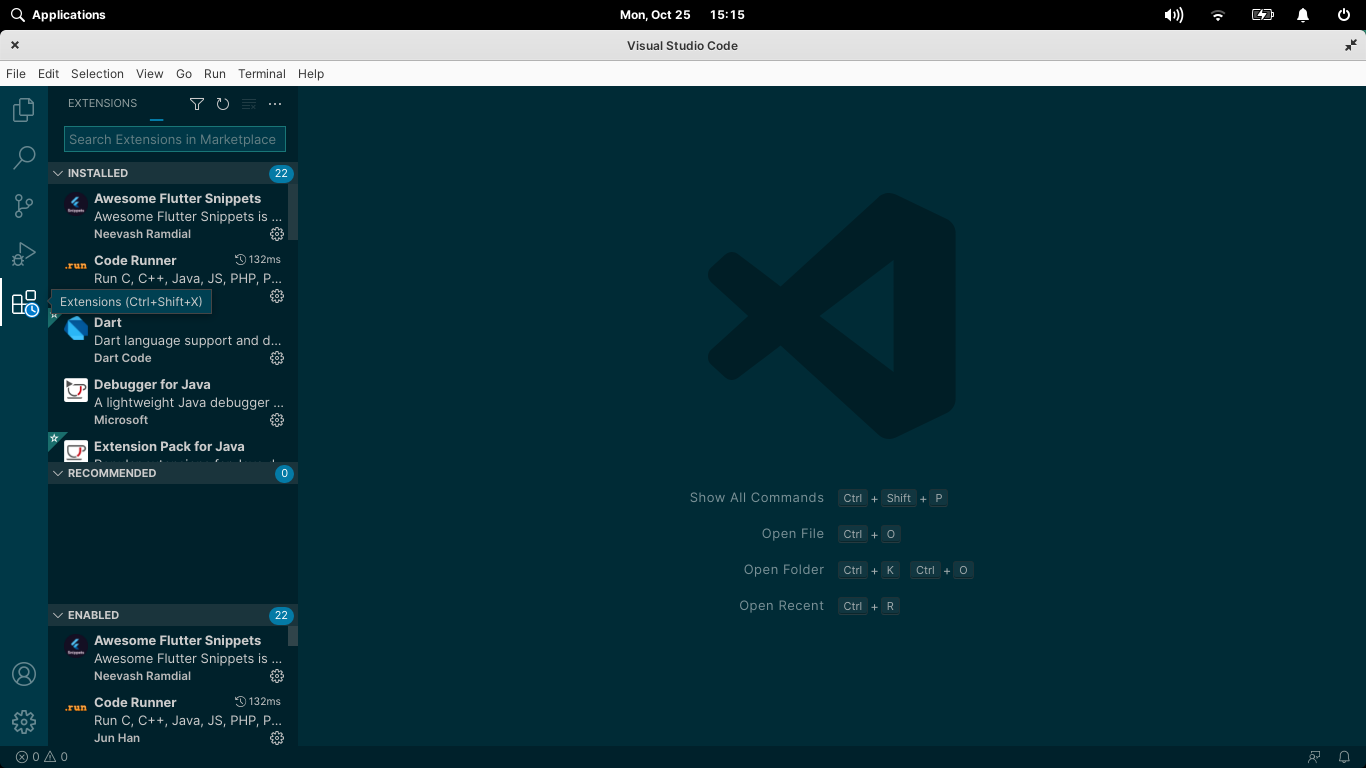 Applications
Mon, Oct 25 15:15
Visual Studio Code
File Edit Selection View Go Run Terminal Help
EXTENSIONS
Search Extensions in Marketplace
INSTALLED 22
Awesome Flutter Snippets
Awesome Flutter Snippets is ...
Neevash Ramdial
Code Runner 132ms
Run C, C++, Java, JS, PHP, P...
Extensions (Ctrl+Shift+X)
Dart
Dart language support and d...
Dart Code
Debugger for Java
A lightweight Java debugger ...
Microsoft
Extension Pack for Java
RECOMMENDED 0
ENABLED 22
Awesome Flutter Snippets
Awesome Flutter Snippets is ...
Neevash Ramdial
Code Runner 132ms
Run C, C++, Java, JS, PHP, P...
Jun Han
Show All Commands Ctrl + Shift + P
Open File Ctrl + O
Open Folder Ctrl + K Ctrl + O
Open Recent Ctrl + R
0 0